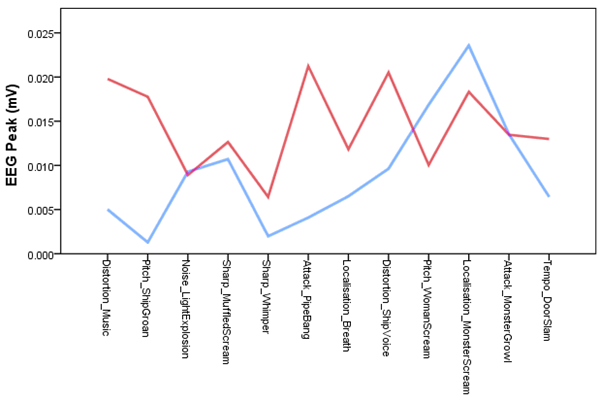 EEG Peak (mV)
0.025
0.020
0.015
0.010
0.005
0.000
Distortion_Music
Pitch_ShipGroan
Noise_LightExplosion
Sharp_MuffledScream
Sharp_Whimper
Attack_PipeBang
Localisation_Breath
Distortion_ShipVoice
Pitch_WomanScream
Localisation_MonsterScream
Attack_MonsterGrowl
Tempo_DoorSlam